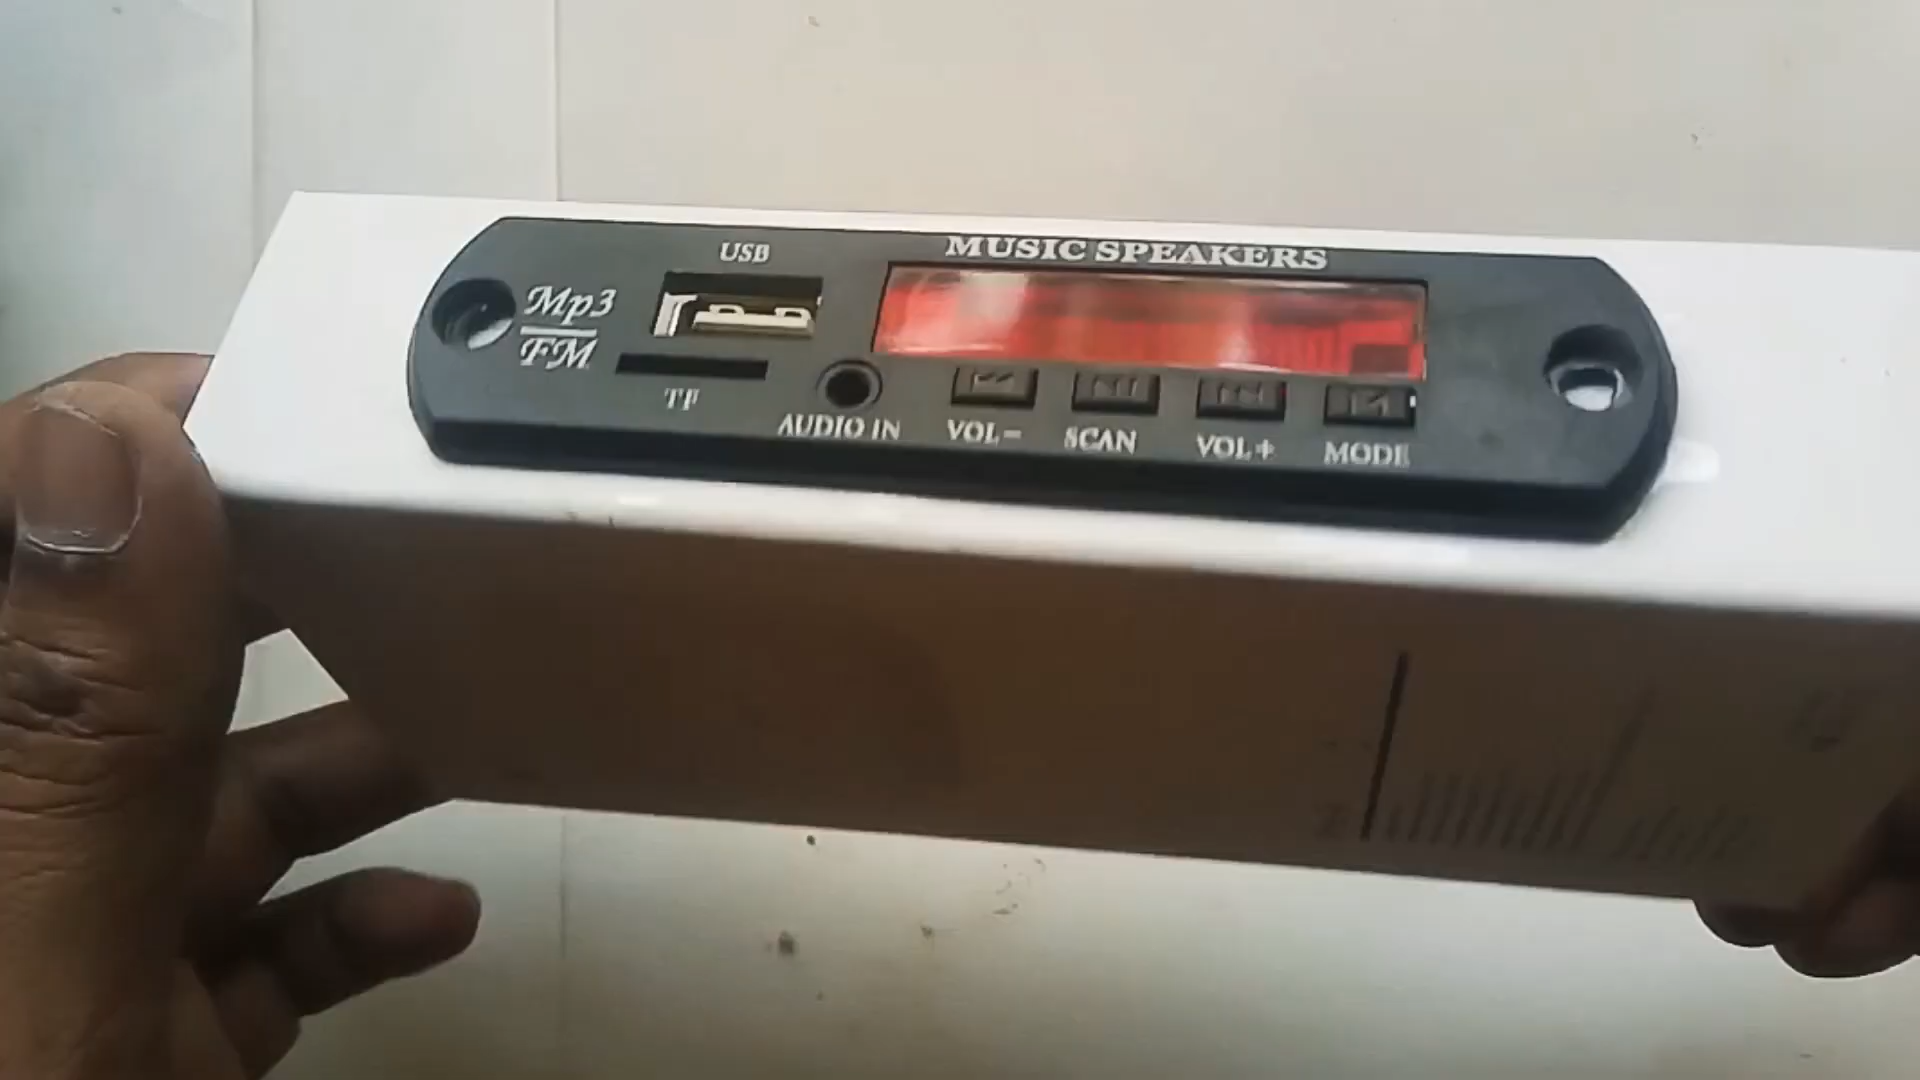 MUSIC SPEAKERS
USB
Mp3
FM
TF
AUDIO IN
VOL-
SCAN
VOL+
MODE